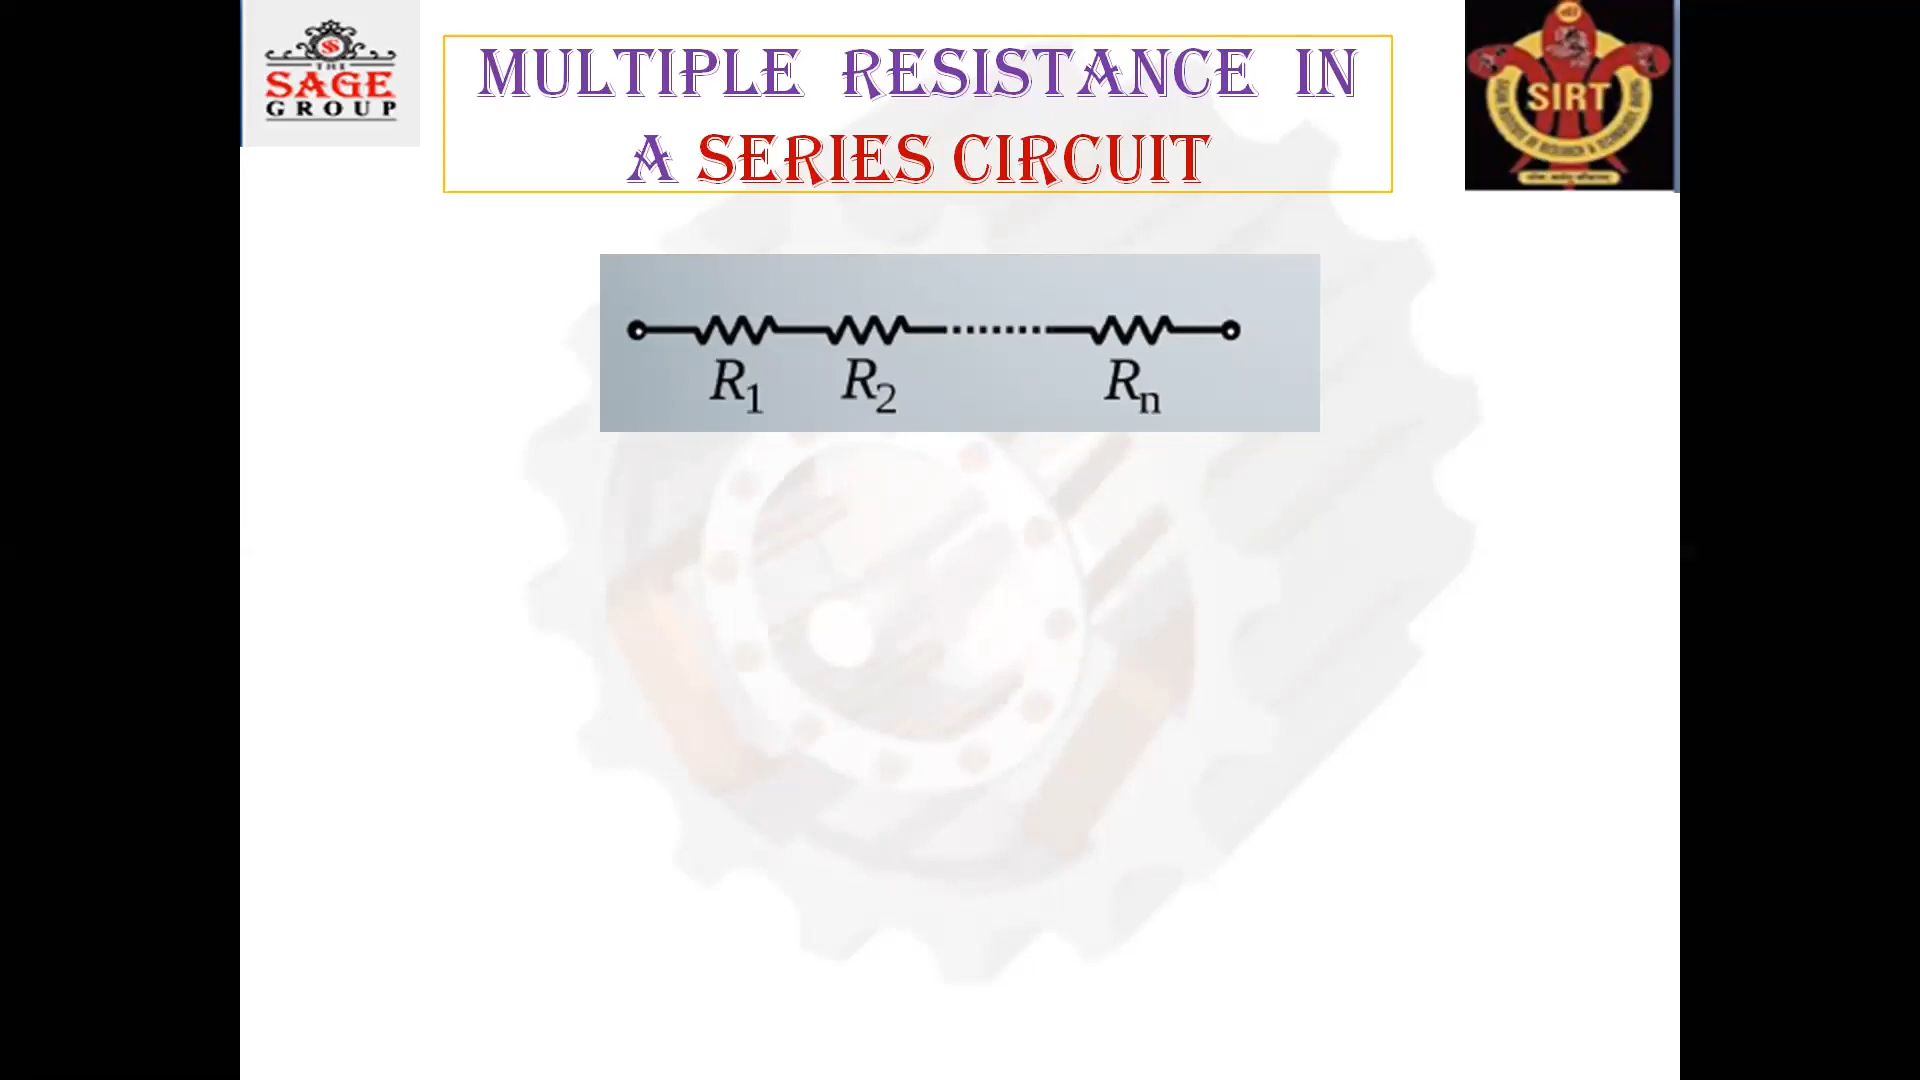 THE
SAGE
GROUP
MULTIPLE RESISTANCE IN
A SERIES CIRCUIT
SIRT
R1
R2
Rn